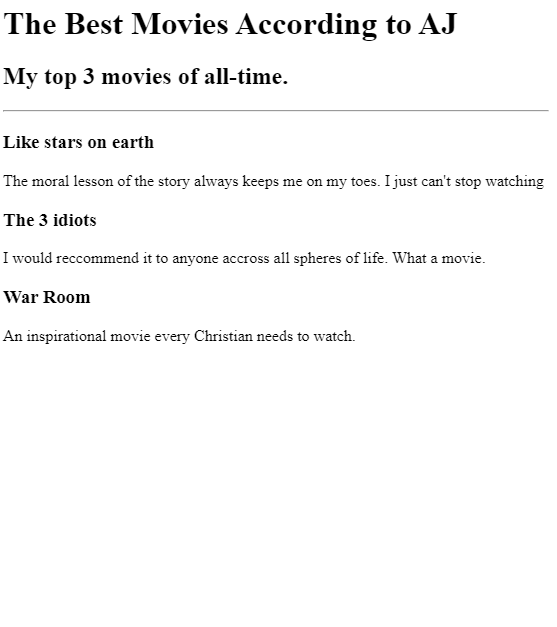 The Best Movies According to AJ
My top 3 movies of all-time.
Like stars on earth
The moral lesson of the story always keeps me on my toes. I just can't stop watching
The 3 idiots
I would reccommend it to anyone accross all spheres of life. What a movie.
War Room
An inspirational movie every Christian needs to watch.